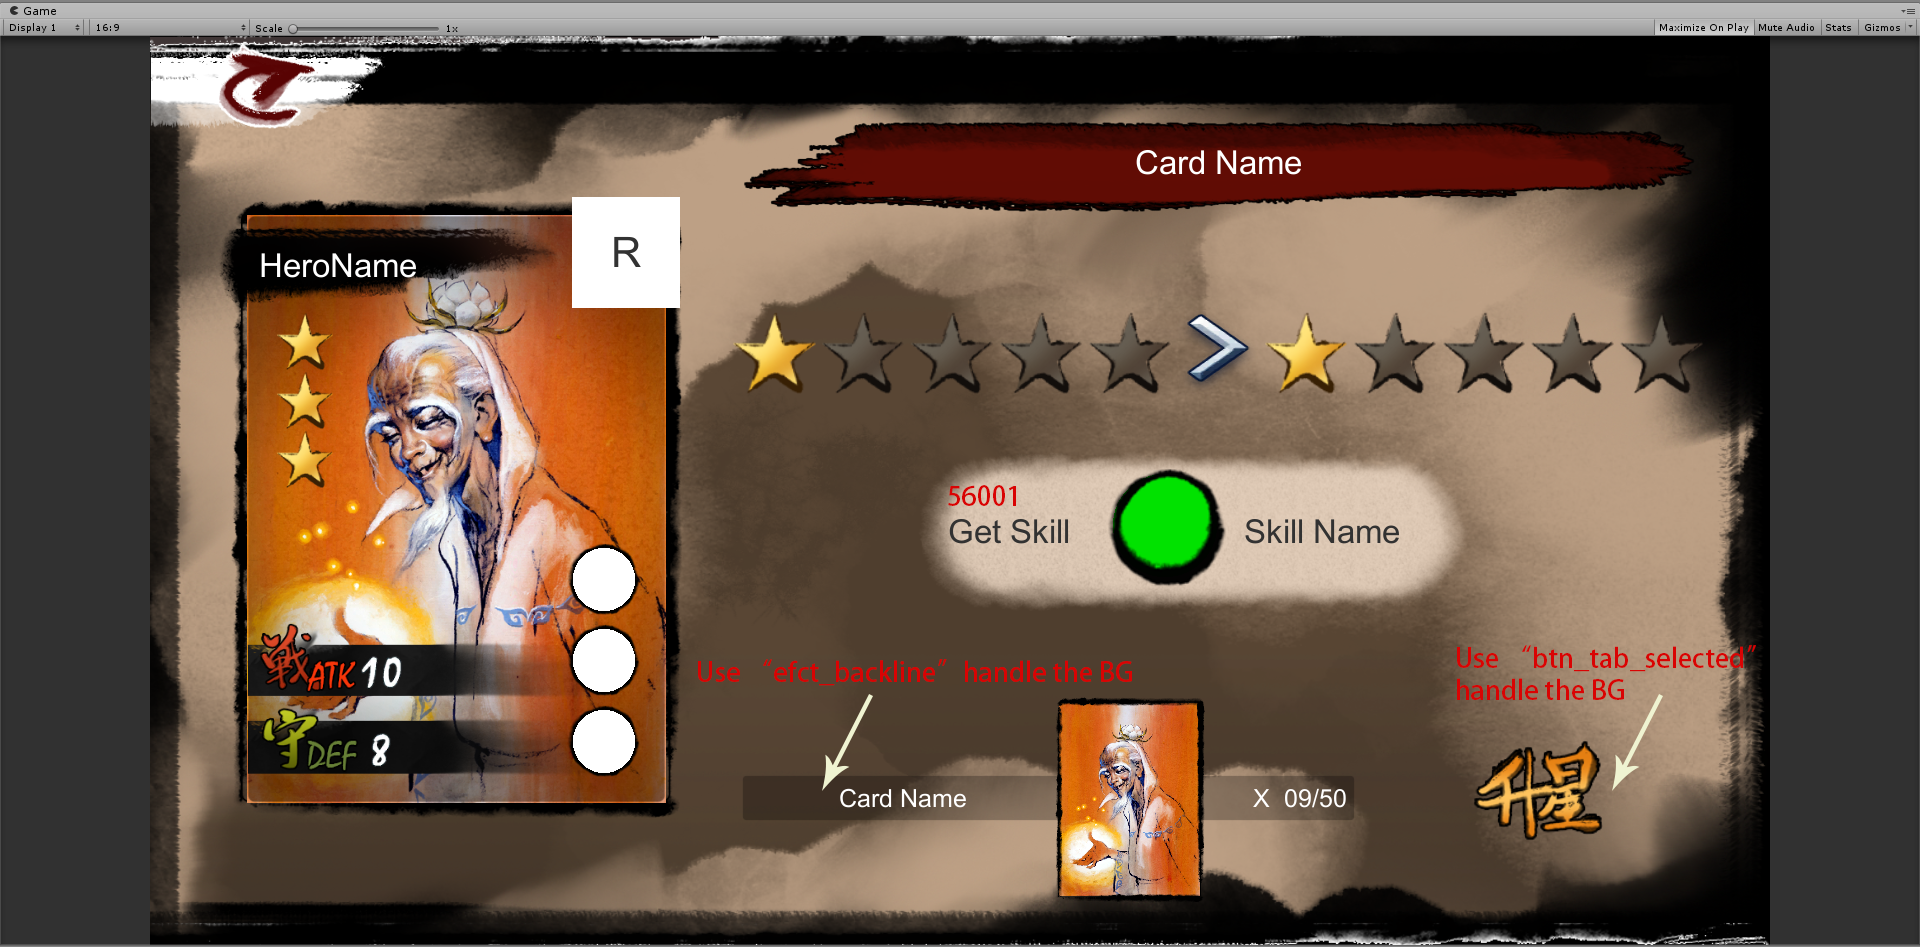 Game
Display 1
16:9
Scale
1x
Maximize On Play
Mute Audio
Stats
Gizmos
Card Name
HeroName
R
56001
Get Skill
Skill Name
戦ATK 10
守DEF 8
Use “efct_backline” handle the BG
Use “btn_tab_selected”
handle the BG
Card Name
X 09/50
升星